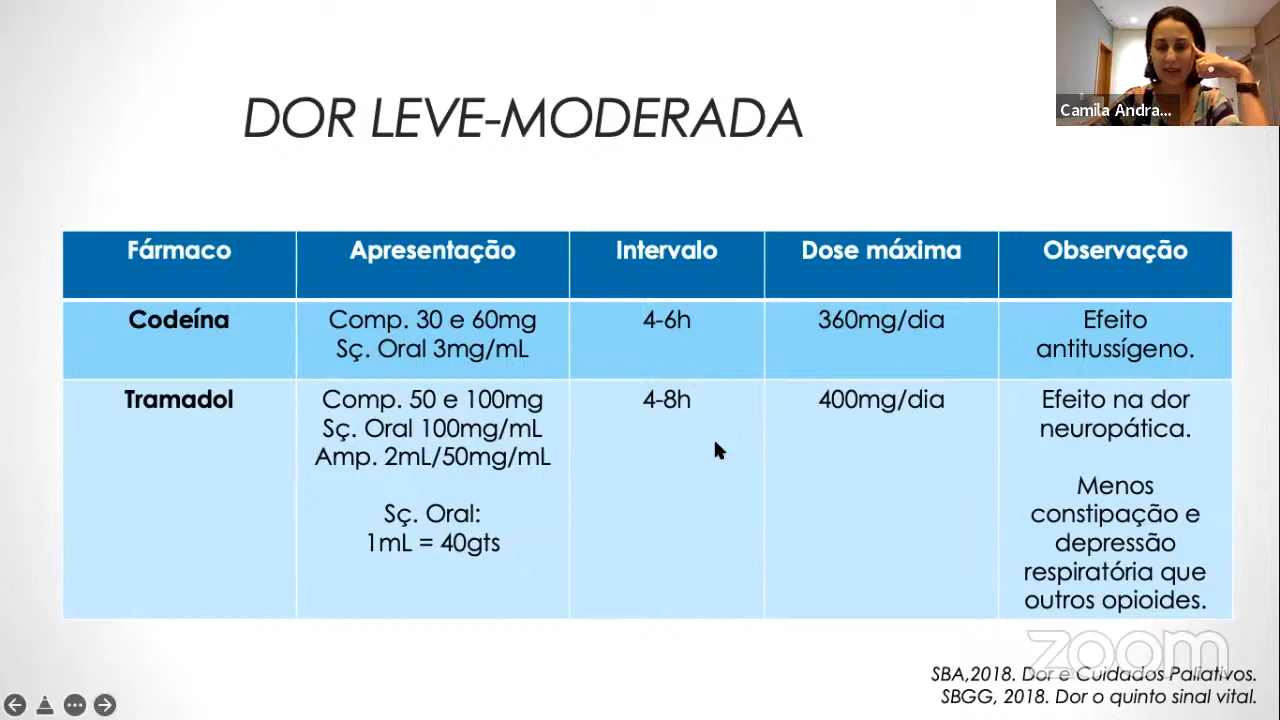 Camila Andra...
DOR LEVE-MODERADA
Fármaco
Apresentação
Intervalo
Dose máxima
Observação
Codeína
Comp. 30 e 60mg
Sç. Oral 3mg/mL
4-6h
360mg/dia
Efeito
antitussígeno.
Tramadol
Comp. 50 e 100mg
Sç. Oral 100mg/mL
Amp. 2mL/50mg/mL
Sç. Oral:
1mL = 40gts
4-8h
400mg/dia
Efeito na dor
neuropática.
Menos
constipação e
depressão
respiratória que
outros opioides.
zoom
SBA,2018. Dor e Cuidados Paliativos.
SBGG, 2018. Dor o quinto sinal vital.